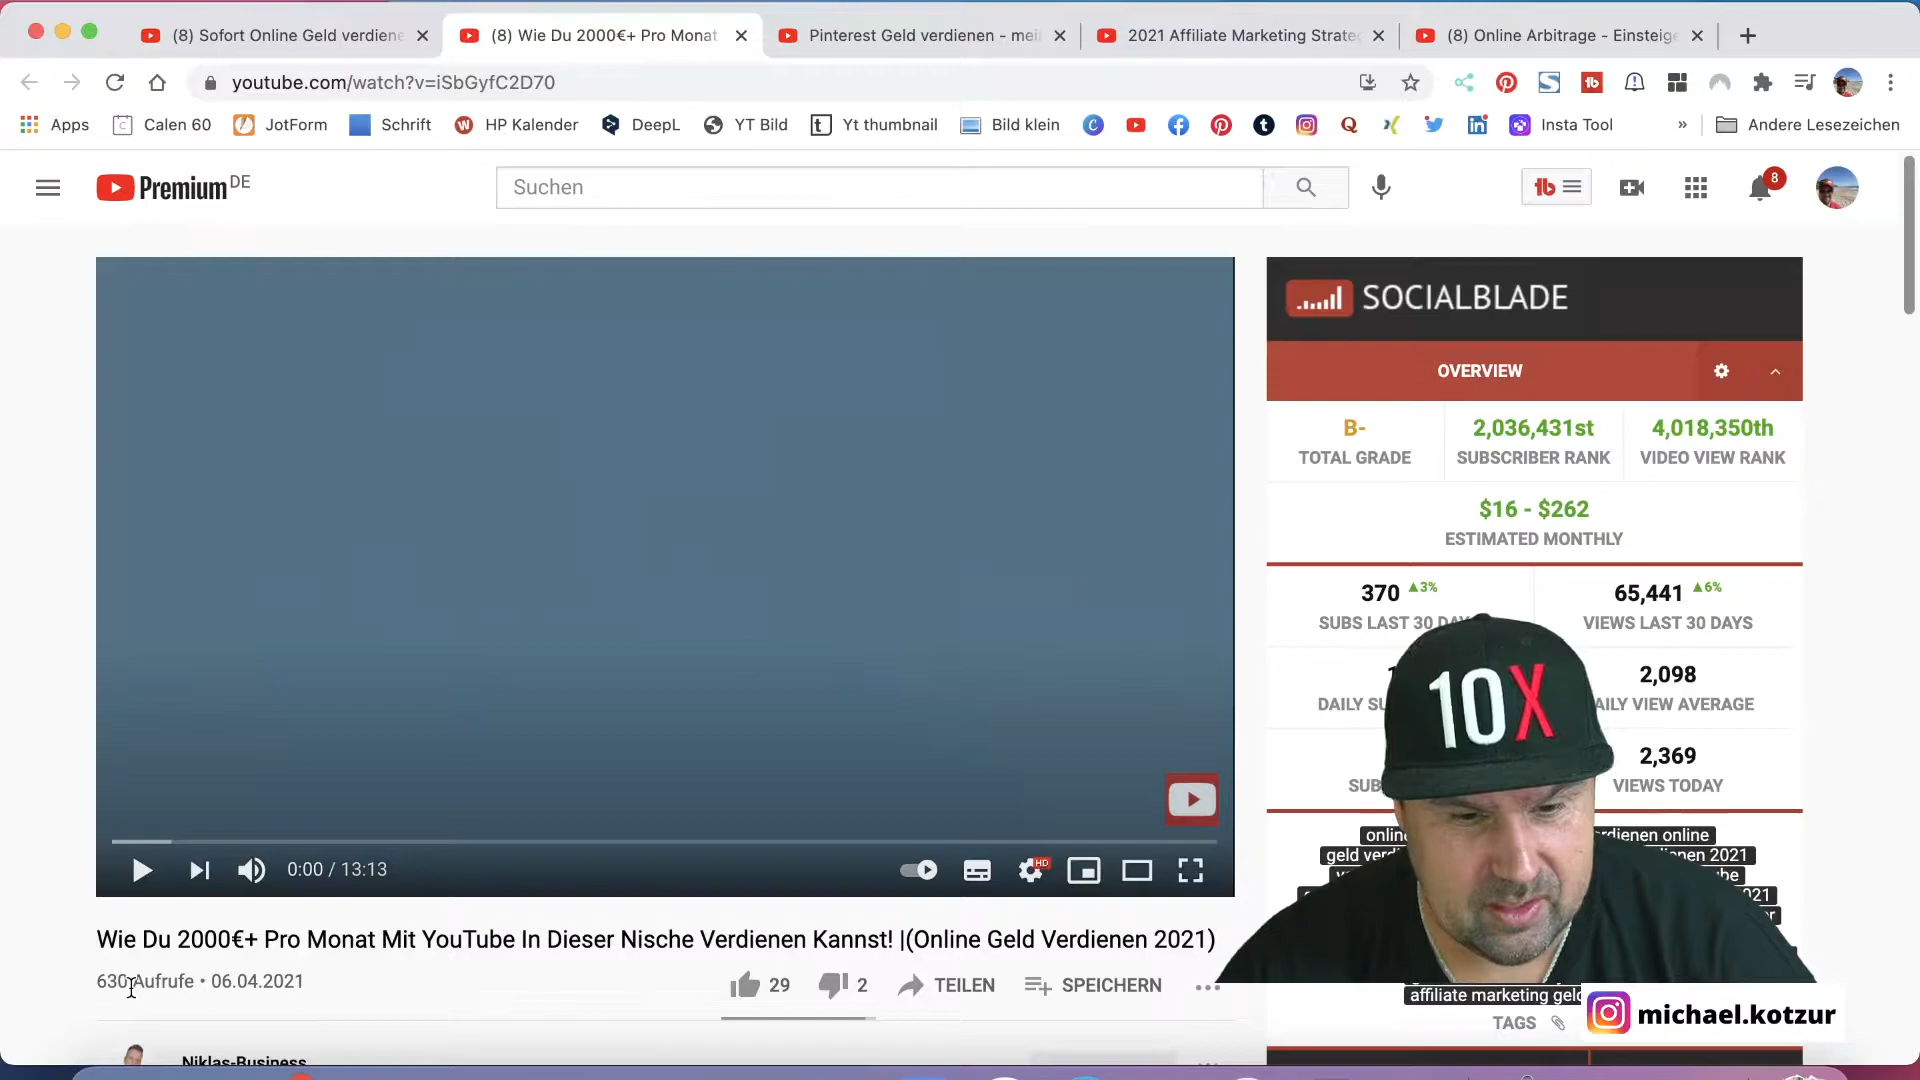 (8) Sofort Online Geld verdiene
(8) Wie Du 2000€+ Pro Monat
Pinterest Geld verdienen - mei
2021 Affiliate Marketing Strate
(8) Online Arbitrage - Einsteige
youtube.com/watch?v=iSbGyfC2D70
Apps
Calen 60
JotForm
Schrift
HP Kalender
DeepL
YT Bild
Yt thumbnail
Bild klein
Insta Tool
»
Andere Lesezeichen
Premium DE
Suchen
8
SOCIALBLADE
OVERVIEW
B-
2,036,431st
4,018,350th
TOTAL GRADE
SUBSCRIBER RANK
VIDEO VIEW RANK
$16 - $262
ESTIMATED MONTHLY
370 ▲3%
65,441 ▲6%
SUBS LAST 30 DAY
VIEWS LAST 30 DAYS
2,098
DAILY SU
AILY VIEW AVERAGE
2,369
SUB
VIEWS TODAY
10X
0:00 / 13:13
HD
Wie Du 2000€+ Pro Monat Mit YouTube In Dieser Nische Verdienen Kannst! |(Online Geld Verdienen 2021)
630 Aufrufe • 06.04.2021
29
2
TEILEN
SPEICHERN
affiliate marketing geld
TAGS
michael.kotzur
Niklas-Business